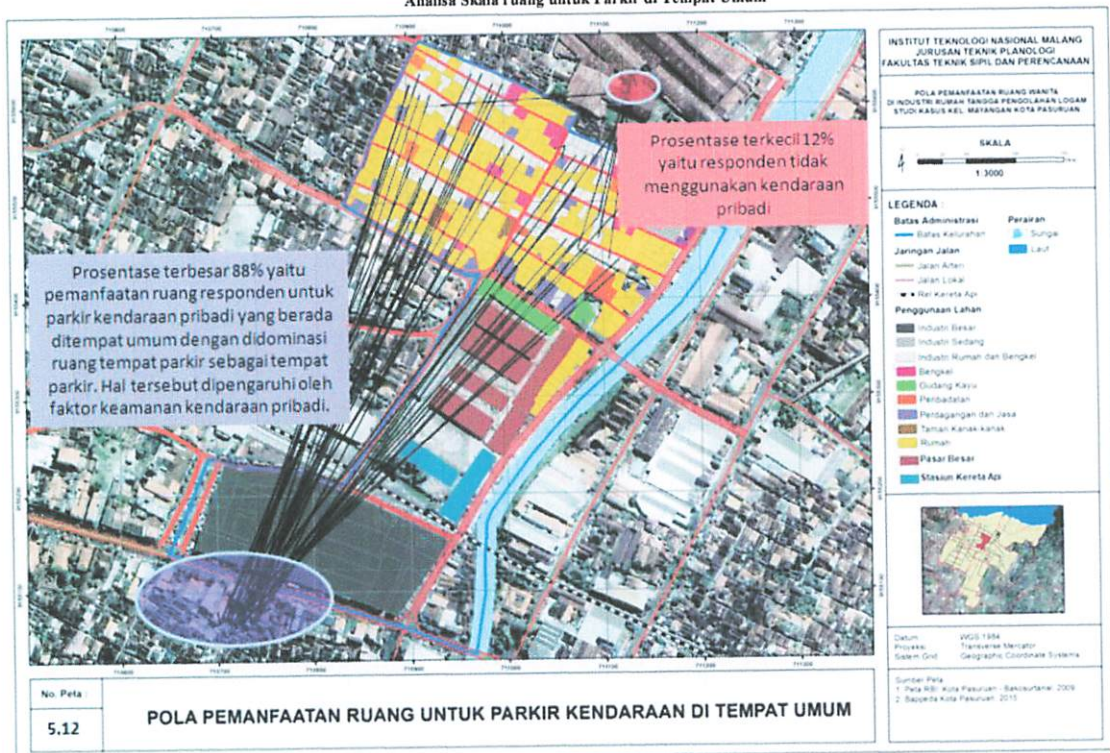 Analisa Skala ruang untuk Parkir di Tempat Umum
Prosentase terkecil 12%
yaitu responden tidak
menggunakan kendaraan
pribadi
Prosentase terbesar 88% yaitu
pemanfaatan ruang responden untuk
parkir kendaraan pribadi yang berada
ditempat umum dengan didominasi
ruang tempat parkir sebagai tempat
parkir. Hal tersebut dipengaruhi oleh
faktor keamanan kendaraan pribadi.
INSTITUT TEKNOLOGI NASIONAL MALANG
JURUSAN TEKNIK PLANOLOGI
FAKULTAS TEKNIK SIPIL DAN PERENCANAAN
POLA PEMANFAATAN RUANG WANITA
DI INDUSTRI RUMAH TANGGA PENGOLAHAN LOGAM
STUDI KASUS KEL. MAYANGAN KOTA PASURUAN
SKALA
1:3000
LEGENDA :
Batas Administrasi
Batas Kelurahan
Jaringan Jalan
Jalan Arteri
Jalan Lokal
Rel Kereta Api
Perairan
Sungai
Laut
Penggunaan Lahan
Industri Besar
Industri Sedang
Industri Rumah dan Bengkel
Bengkel
Gudang Kayu
Peribadatan
Perdagangan dan Jasa
Taman Kanak-kanak
Rumah
Pasar Besar
Stasiun Kereta Api
Datum WGS 1984
Proyeksi Transverse Mercator
Sistem Grid Geographic Coordinate Systems
Sumber Peta
1. Peta RBI Kota Pasuruan - Bakosurtanal 2009
2. Bappeda Kota Pasuruan, 2015
No. Peta :
5.12
POLA PEMANFAATAN RUANG UNTUK PARKIR KENDARAAN DI TEMPAT UMUM